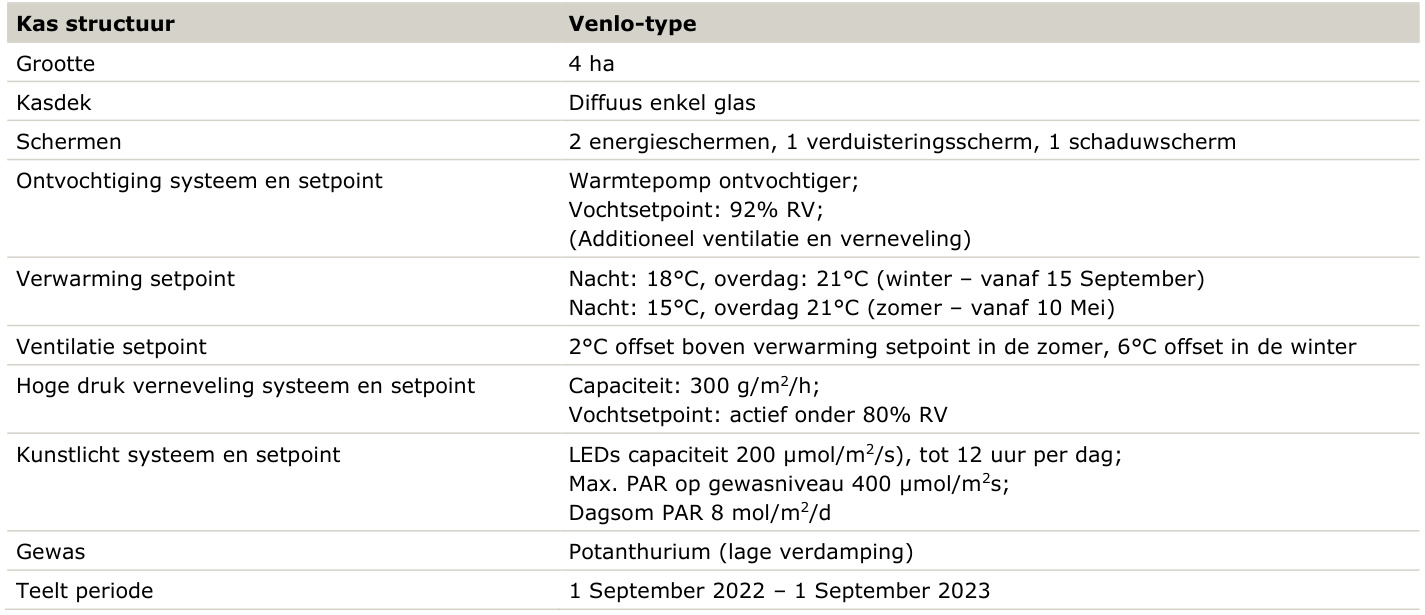 Kas structuur Venlo-type
Grootte 4 ha
Kasdek Diffuus enkel glas
Schermen 2 energieschermen, 1 verduisteringsscherm, 1 schaduwscherm
Ontvochtiging systeem en setpoint Warmtepomp ontvochtiger;
Vochtsetpoint: 92% RV;
(Additioneel ventilatie en verneveling)
Verwarming setpoint Nacht: 18°C, overdag: 21°C (winter – vanaf 15 September)
Nacht: 15°C, overdag 21°C (zomer – vanaf 10 Mei)
Ventilatie setpoint 2°C offset boven verwarming setpoint in de zomer, 6°C offset in de winter
Hoge druk verneveling systeem en setpoint Capaciteit: 300 g/m²/h;
Vochtsetpoint: actief onder 80% RV
Kunstlicht systeem en setpoint LEDs capaciteit 200 µmol/m²/s), tot 12 uur per dag;
Max. PAR op gewasniveau 400 µmol/m²s;
Dagsom PAR 8 mol/m²/d
Gewas Potanthurium (lage verdamping)
Teelt periode 1 September 2022 – 1 September 2023